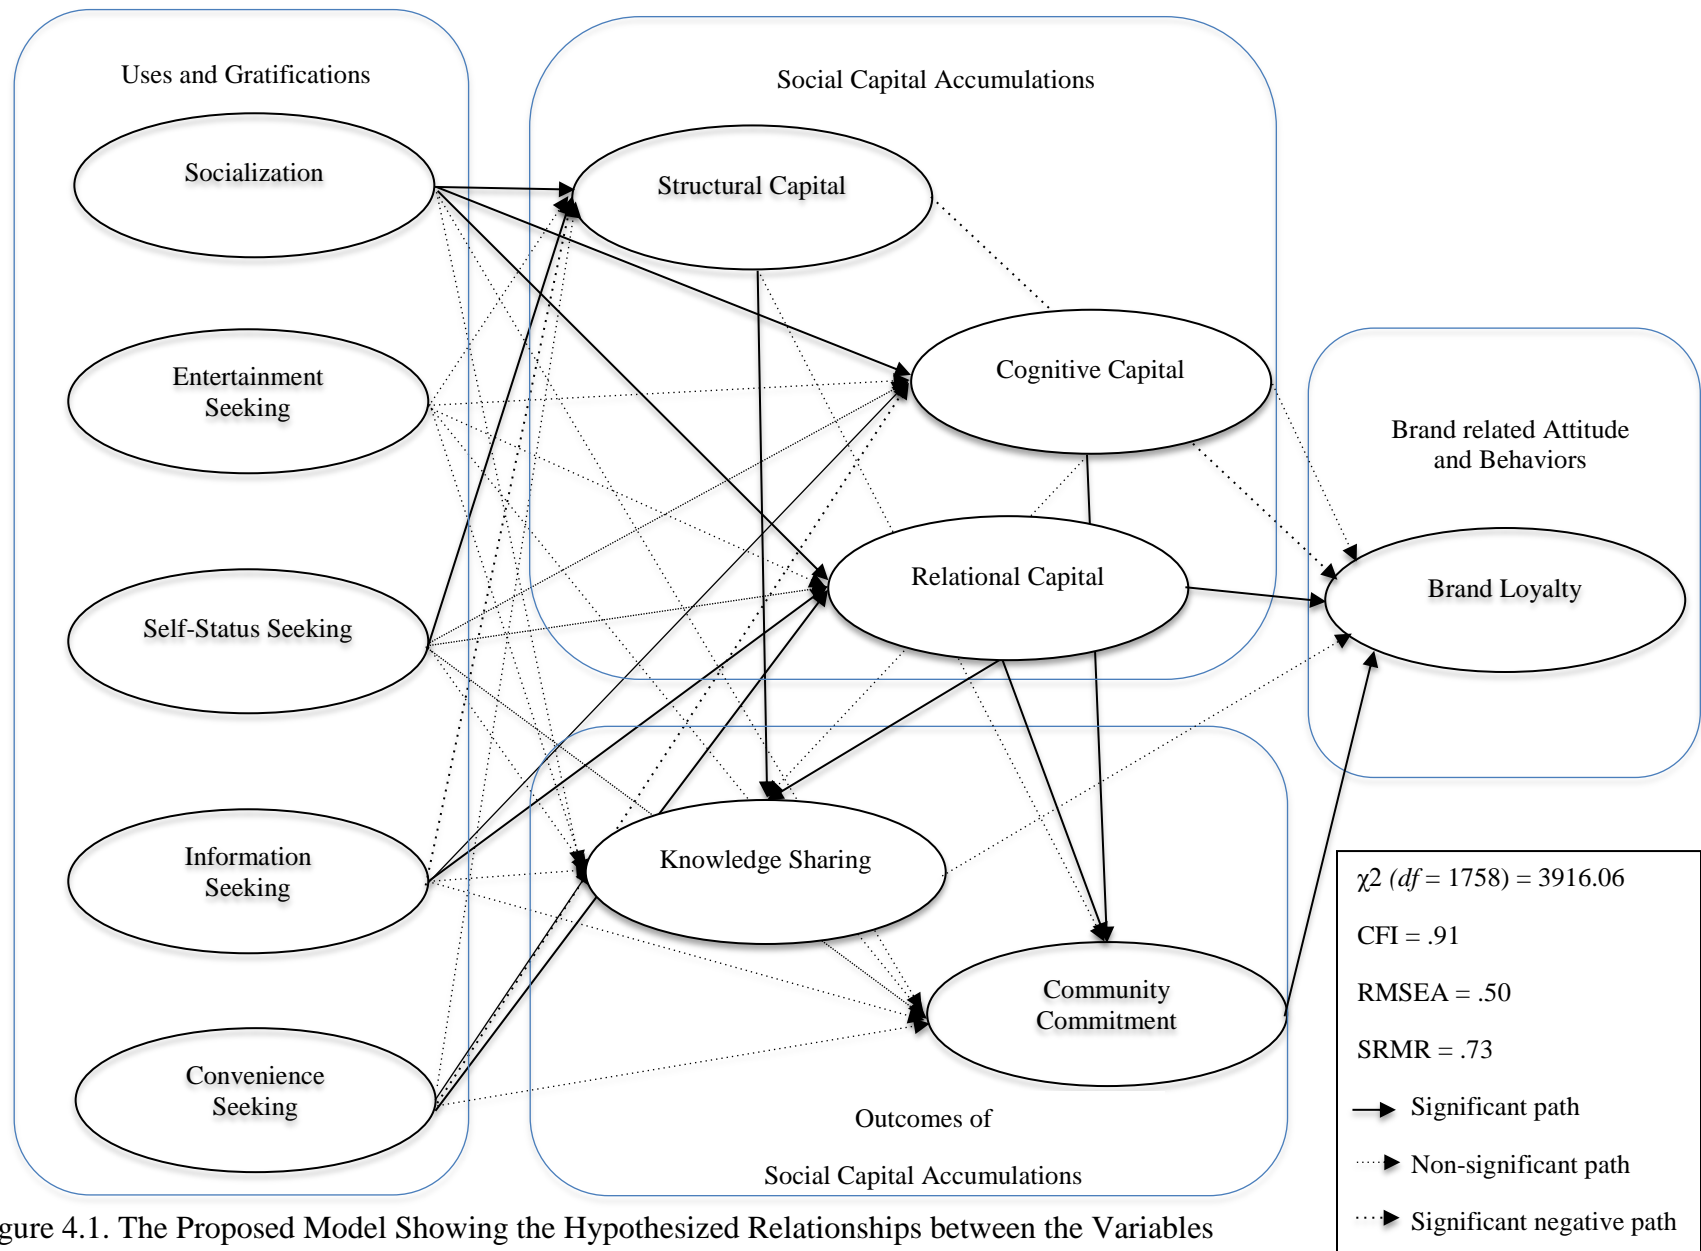 Uses and Gratifications
Socialization
Entertainment
Seeking
Self-Status Seeking
Information
Seeking
Convenience
Seeking
Social Capital Accumulations
Structural Capital
Cognitive Capital
Relational Capital
Knowledge Sharing
Community
Commitment
Outcomes of
Social Capital Accumulations
Brand related Attitude
and Behaviors
Brand Loyalty
χ2 (df = 1758) = 3916.06
CFI = .91
RMSEA = .50
SRMR = .73
Significant path
Non-significant path
Significant negative path
gure 4.1. The Proposed Model Showing the Hypothesized Relationships between the Variables